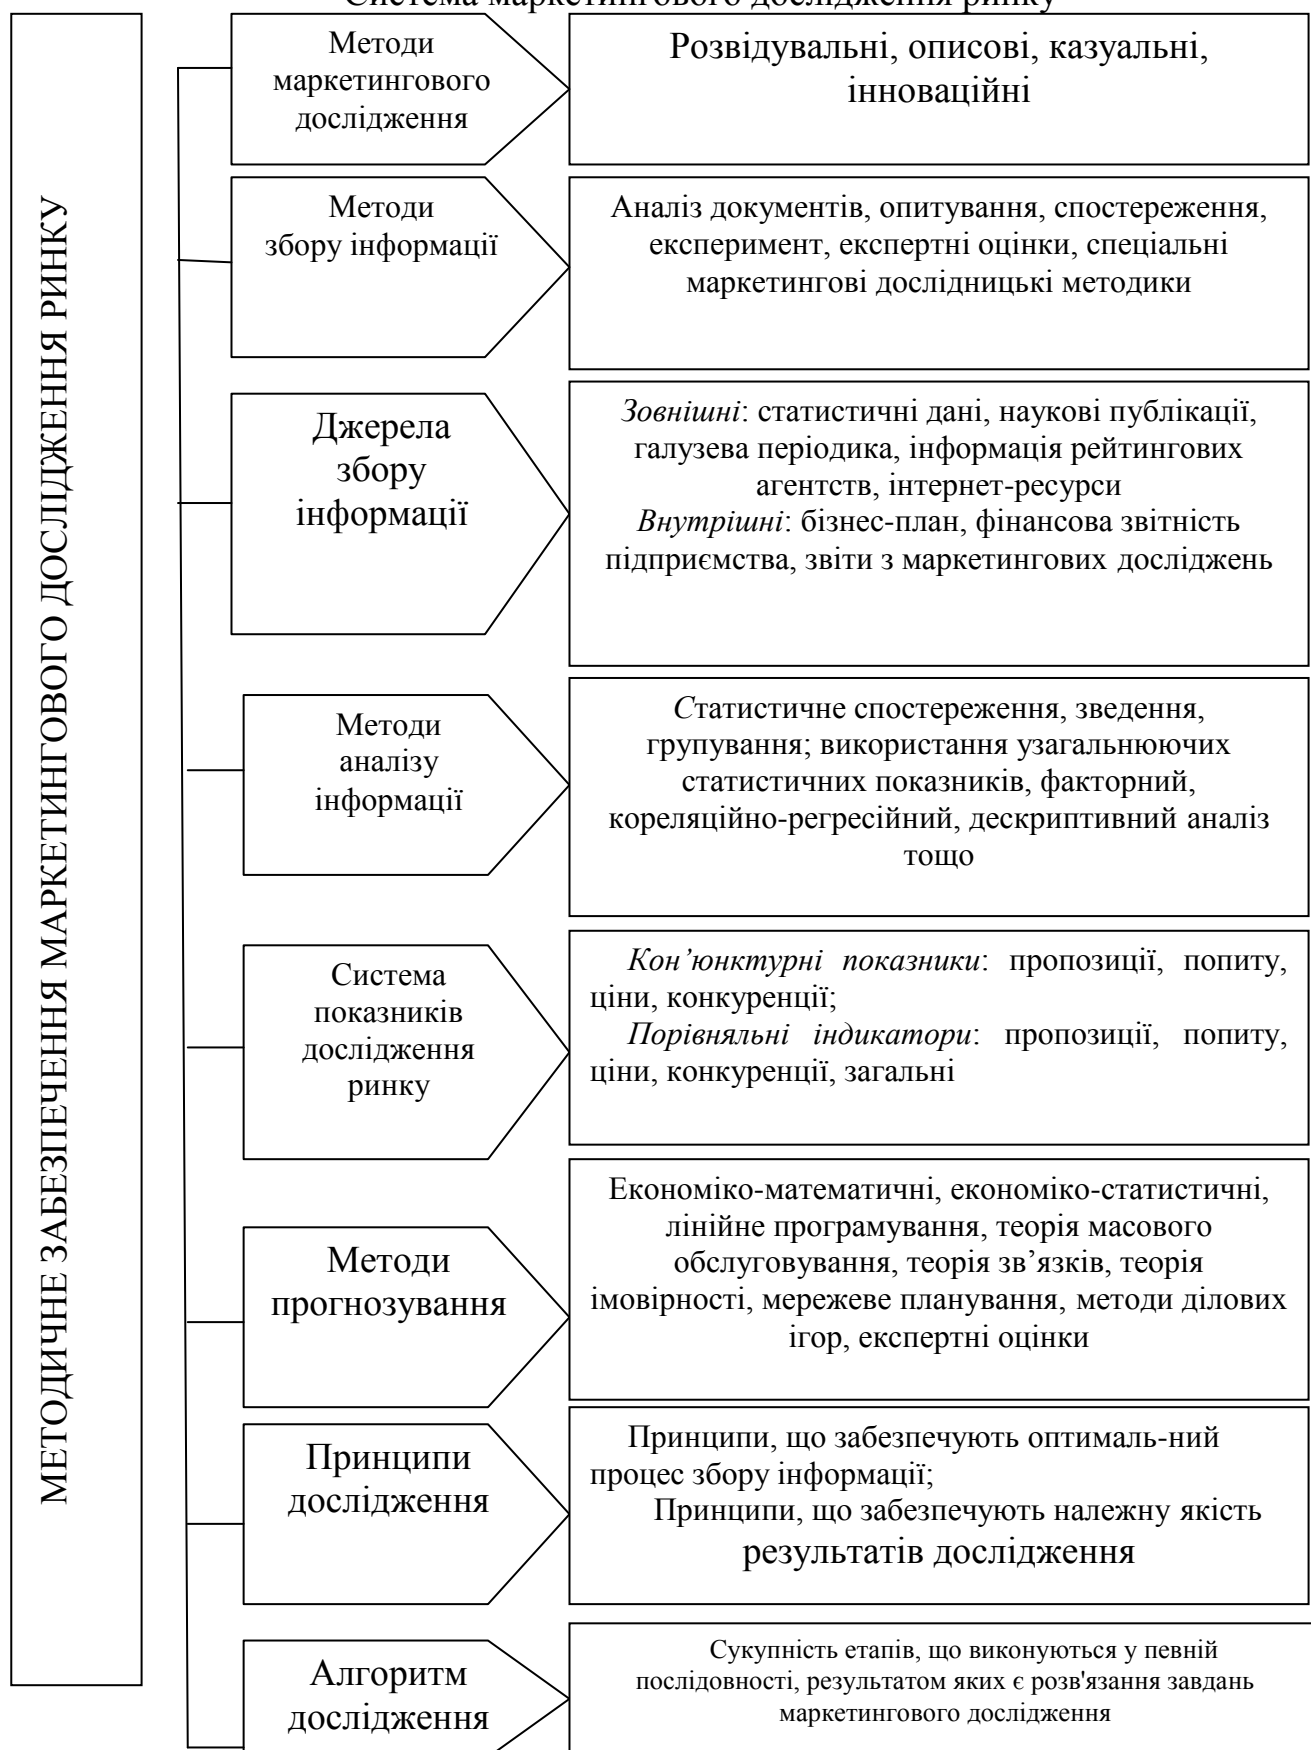 Система маркетингового дослідження ринку
МЕТОДИЧНЕ ЗАБЕЗПЕЧЕННЯ МАРКЕТИНГОВОГО ДОСЛІДЖЕННЯ РИНКУ
Методи
маркетингового
дослідження
Розвідувальні, описові, казуальні,
інноваційні
Методи
збору інформації
Аналіз документів, опитування, спостереження,
експеримент, експертні оцінки, спеціальні
маркетингові дослідницькі методики
Джерела
збору
інформації
Зовнішні: статистичні дані, наукові публікації,
галузева періодика, інформація рейтингових
агентств, інтернет-ресурси
Внутрішні: бізнес-план, фінансова звітність
підприємства, звіти з маркетингових досліджень
Методи
аналізу
інформації
Статистичне спостереження, зведення,
групування; використання узагальнюючих
статистичних показників, факторний,
кореляційно-регресійний, дескриптивний аналіз
тощо
Система
показників
дослідження
ринку
Кон’юнктурні показники: пропозиції, попиту,
ціни, конкуренції;
Порівняльні індикатори: пропозиції, попиту,
ціни, конкуренції, загальні
Методи
прогнозування
Економіко-математичні, економіко-статистичні,
лінійне програмування, теорія масового
обслуговування, теорія зв’язків, теорія
імовірності, мережеве планування, методи ділових
ігор, експертні оцінки
Принципи
дослідження
Принципи, що забезпечують оптималь-ний
процес збору інформації;
Принципи, що забезпечують належну якість
результатів дослідження
Алгоритм
дослідження
Сукупність етапів, що виконуються у певній
послідовності, результатом яких є розв'язання завдань
маркетингового дослідження